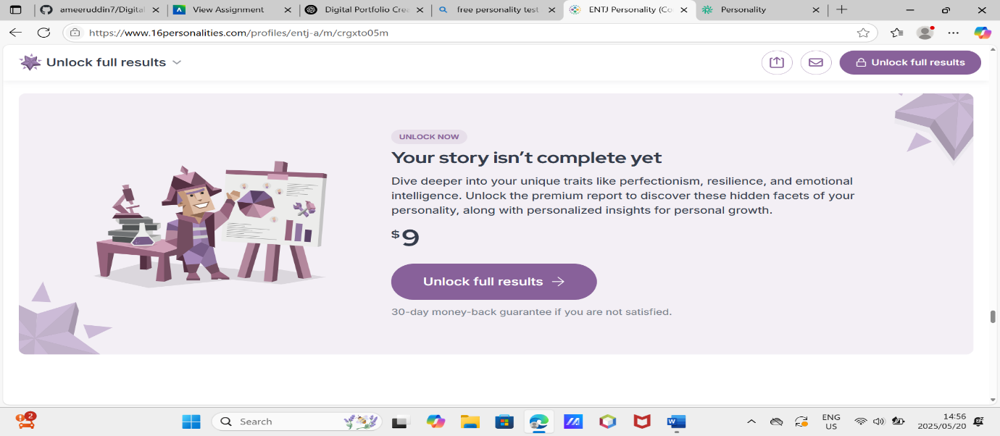 ameeruddin7/Digital
View Assignment
Digital Portfolio Crea
free personality test
ENTJ Personality (Co
Personality
https://www.16personalities.com/profiles/entj-a/m/crgxto05m
Unlock full results
Unlock full results
UNLOCK NOW
Your story isn't complete yet
Dive deeper into your unique traits like perfectionism, resilience, and emotional
intelligence. Unlock the premium report to discover these hidden facets of your
personality, along with personalized insights for personal growth.
$9
Unlock full results →
30-day money-back guarantee if you are not satisfied.
2
Search
ENG
US
14:56
2025/05/20